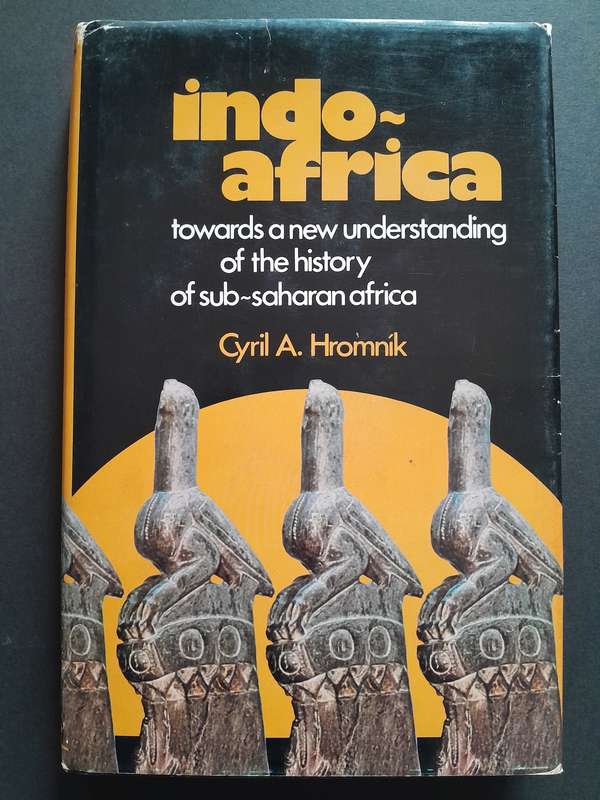 indo~
africa
towards a new understanding
of the history
of sub~saharan africa
Cyril A. Hromník